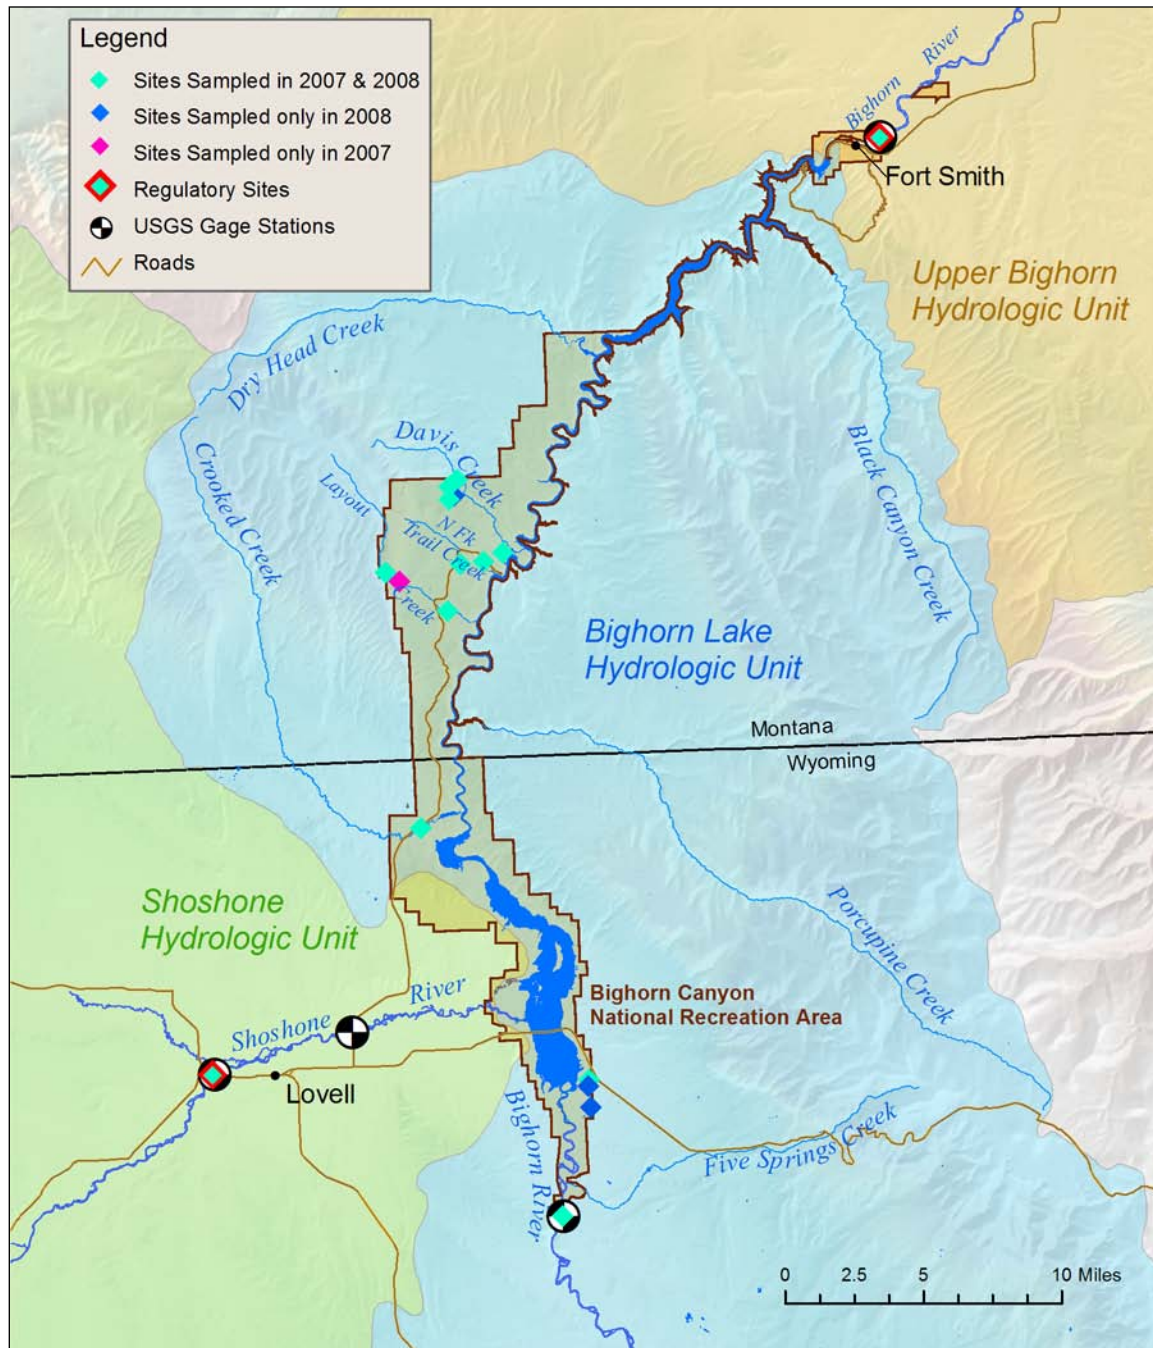 Legend
Sites Sampled in 2007 & 2008
Sites Sampled only in 2008
Sites Sampled only in 2007
Regulatory Sites
USGS Gage Stations
Roads
Bighorn River
Fort Smith
Upper Bighorn
Hydrologic Unit
Dry Head Creek
Davis Creek
Crooked Creek
Layout Creek
N Fk
Trail Creek
Black Canyon Creek
Bighorn Lake
Hydrologic Unit
Montana
Wyoming
Shoshone
Hydrologic Unit
Porcupine Creek
Bighorn Canyon
National Recreation Area
Shoshone River
Lovell
Bighorn River
Five Springs Creek
0 2.5 5 10 Miles